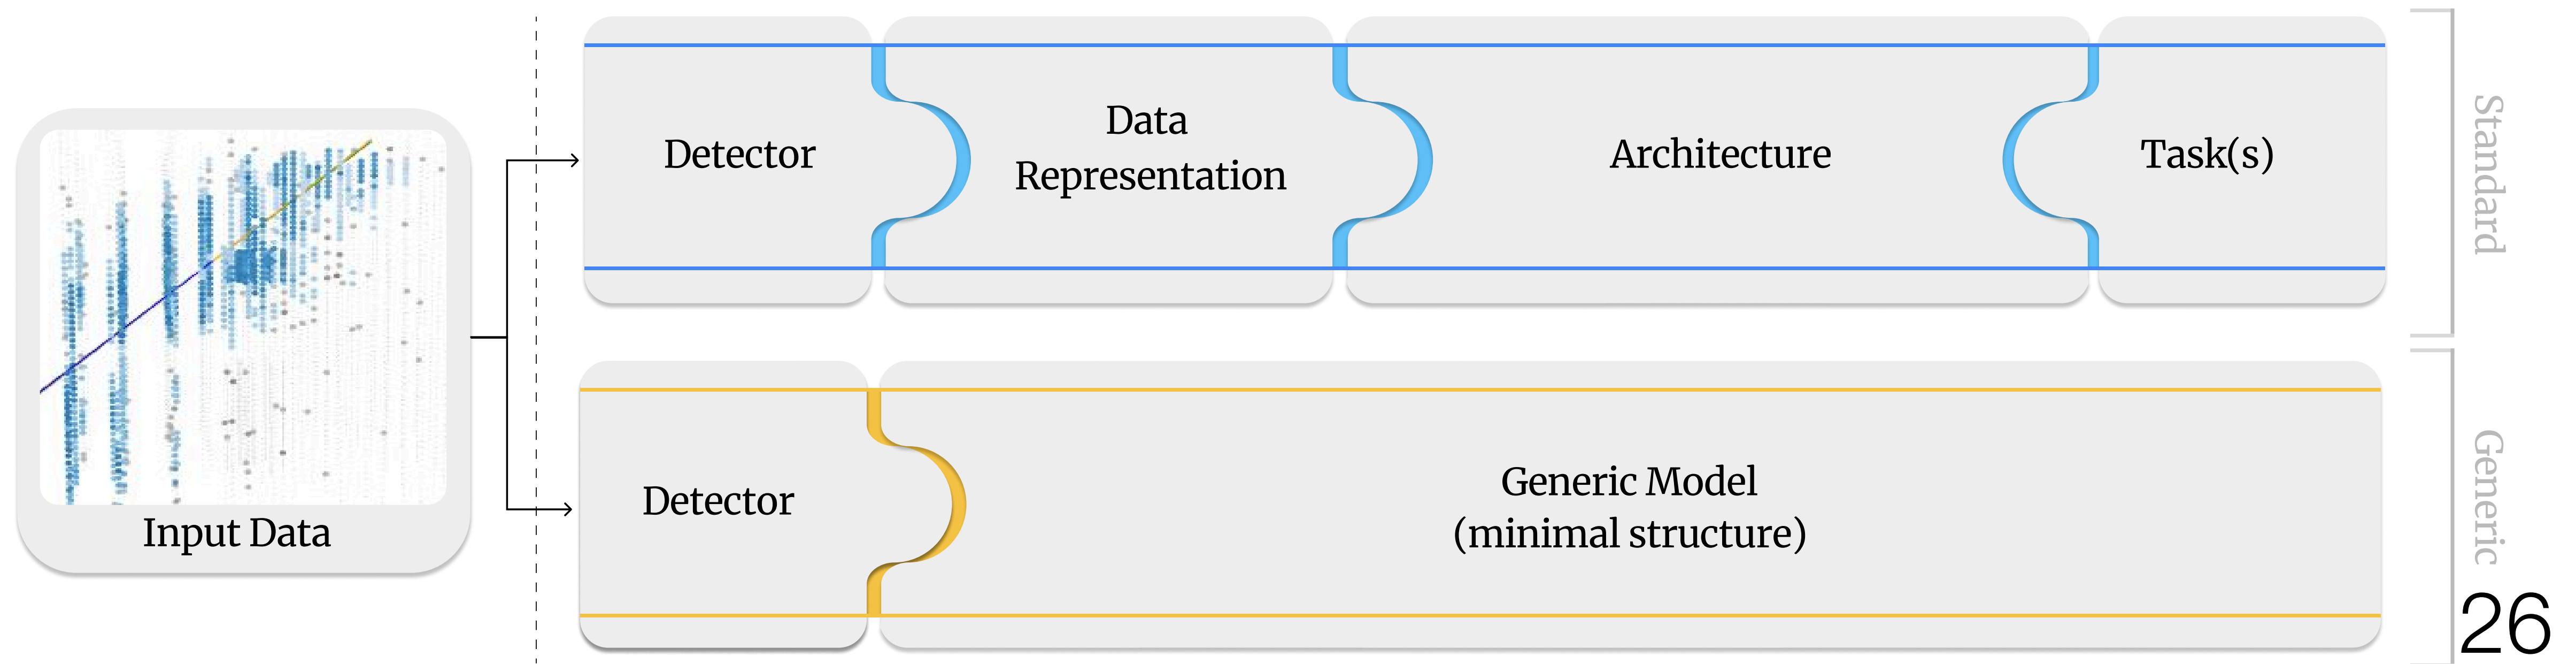 Input Data
Detector
Data
Representation
Architecture
Task(s)
Standard
Detector
Generic Model
(minimal structure)
Generic
26